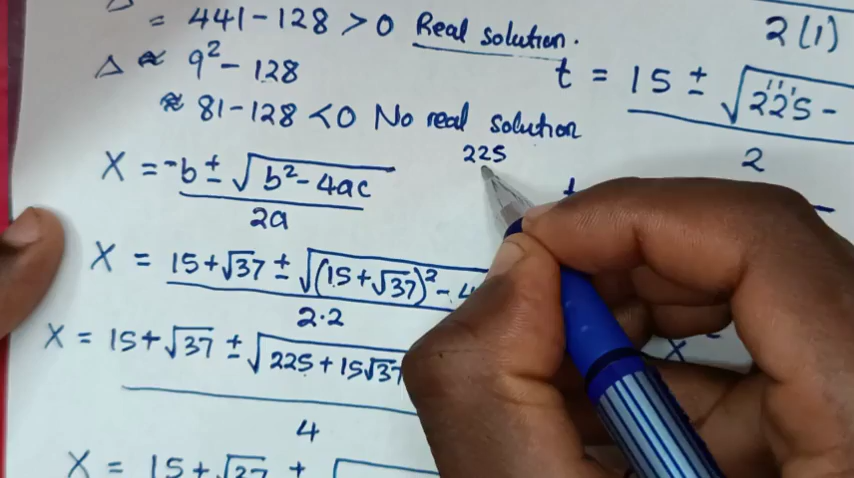 Δ
= 441 - 128 > 0 Real solution.
Δ ≈ 9² - 128
≈ 81 - 128 < 0 No real solution
X = -b ± √(b² - 4ac)
2a
X = 15 + √37 ± √((15 + √37)² - 4
2·2
X = 15 + √37 ± √(225 + 15√37
4
X = 15 + √37 ±
225
2(1)
t = 15 ± √(225 -
2
t
X